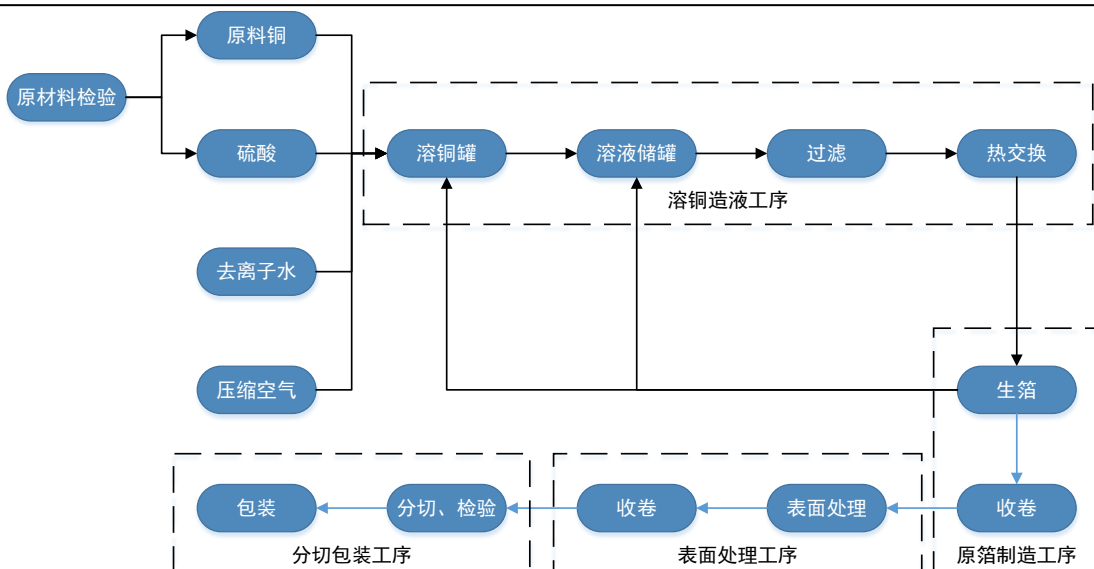 原料铜
原材料检验
硫酸
溶铜罐
溶液储罐
过滤
热交换
溶铜造液工序
去离子水
压缩空气
生箔
包装
分切、检验
收卷
表面处理
收卷
分切包装工序
表面处理工序
原箔制造工序